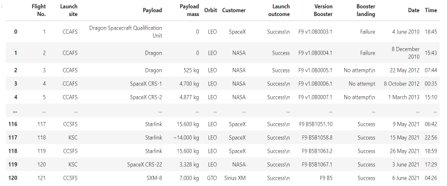 Flight No. Launch site Payload Payload mass Orbit Customer Launch outcome Version Booster Booster landing Date Time
0 1 CCAFS Dragon Spacecraft Qualification Unit 0 LEO SpaceX Success\n F9 v1.080003.1 Failure 4 June 2010 18:45
1 2 CCAFS Dragon 0 LEO NASA Success F9 v1.080004.1 Failure 8 December 2010 15:43
2 3 CCAFS Dragon 525 kg LEO NASA Success F9 v1.080005.1 No attempt\n 22 May 2012 07:44
3 4 CCAFS SpaceX CRS-1 4,700 kg LEO NASA Success\n F9 v1.080006.1 No attempt 8 October 2012 00:35
4 5 CCAFS SpaceX CRS-2 4,877 kg LEO NASA Success\n F9 v1.080007.1 No attempt\n 1 March 2013 15:10
... ... ... ... ... ... ... ... ... ... ... ...
116 117 CCSFS Starlink 15,600 kg LEO SpaceX Success\n F9 B5B1051.10 Success 9 May 2021 06:42
117 118 KSC Starlink ~14,000 kg LEO SpaceX Success\n F9 B5B1058.8 Success 15 May 2021 22:56
118 119 CCSFS Starlink 15,600 kg LEO SpaceX Success\n F9 B5B1063.2 Success 26 May 2021 18:59
119 120 KSC SpaceX CRS-22 3,328 kg LEO NASA Success\n F9 B5B1067.1 Success 3 June 2021 17:29
120 121 CCSFS SXM-8 7,000 kg GTO Sirius XM Success\n F9 B5 Success 6 June 2021 04:26